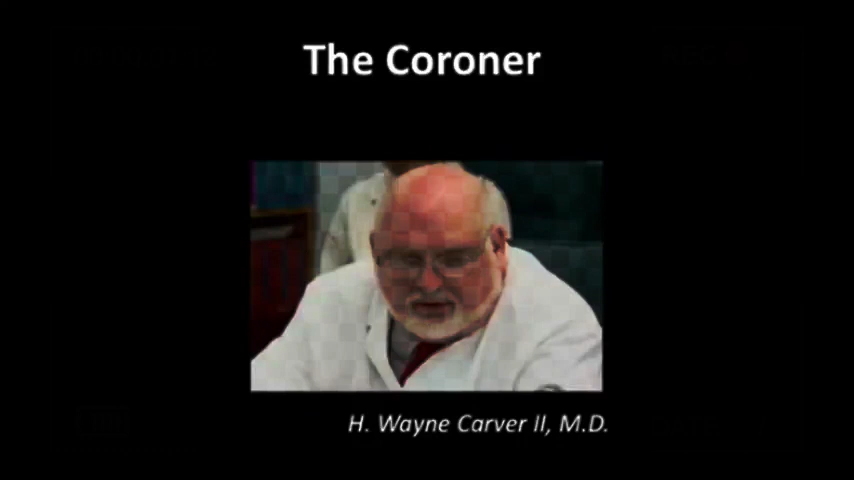 The Coroner
H. Wayne Carver II, M.D.